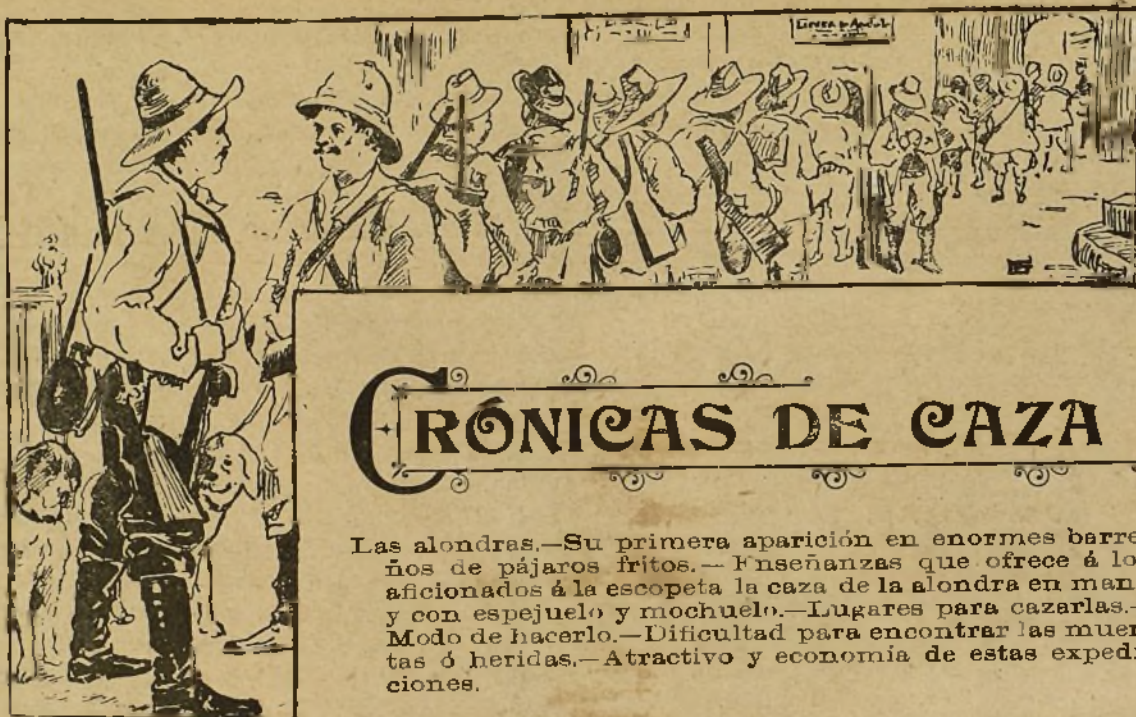 CRÓNICAS DE CAZA
Las alondras.—Su primera aparición en enormes barre
ños de pájaros fritos.—Enseñanzas que ofrece á lo
aficionados á la escopeta la caza de la alondra en man
y con espejuelo y mochuelo.—Lugares para cazarlas.—
Modo de hacerlo.—Dificultad para encontrar las muer
tas ó heridas.—Atractivo y economía de estas expedi
ciones.